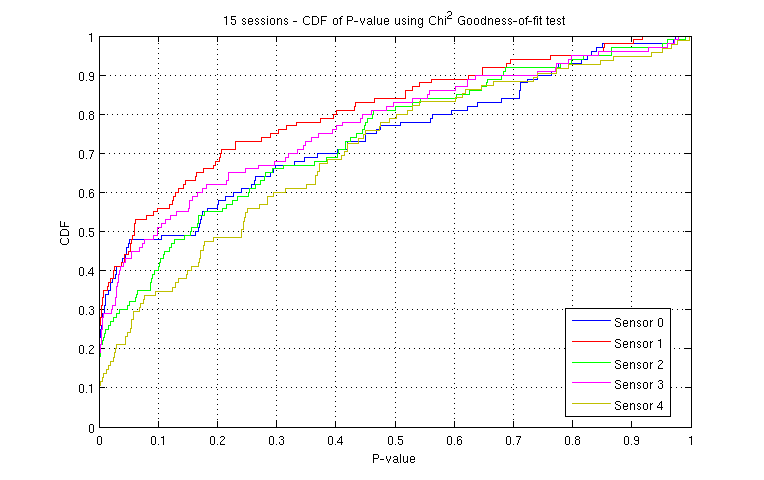 15 sessions - CDF of P-value using Chi² Goodness-of-fit test
1
0.9
0.8
0.7
0.6
0.5
0.4
0.3
0.2
0.1
0
CDF
Sensor 0
Sensor 1
Sensor 2
Sensor 3
Sensor 4
0 0.1 0.2 0.3 0.4 0.5 0.6 0.7 0.8 0.9 1
P-value